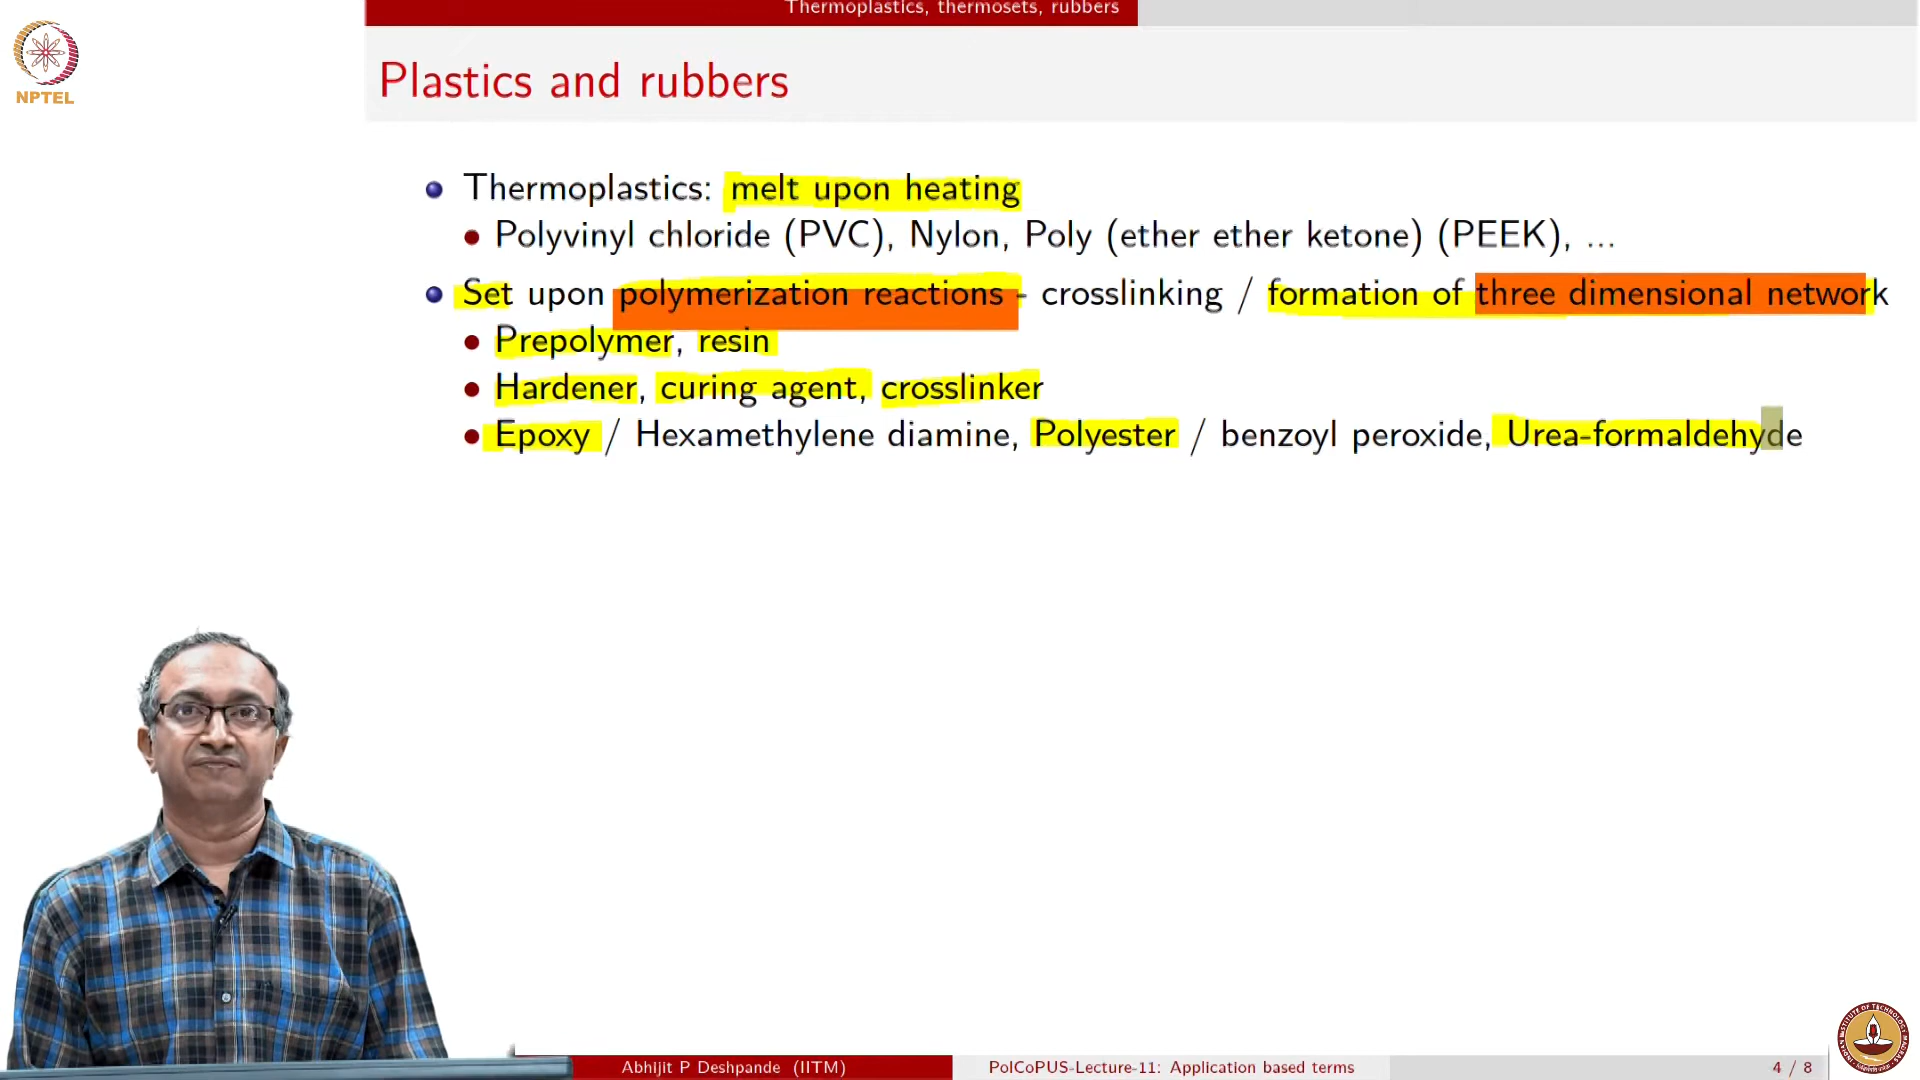 Thermoplastics, thermosets, rubbers
NPTEL
Plastics and rubbers
Thermoplastics: melt upon heating
Polyvinyl chloride (PVC), Nylon, Poly (ether ether ketone) (PEEK), ...
Set upon polymerization reactions - crosslinking / formation of three dimensional network
Prepolymer, resin
Hardener, curing agent, crosslinker
Epoxy / Hexamethylene diamine, Polyester / benzoyl peroxide, Urea-formaldehyde
Abhijit P Deshpande (IITM)
PolCoPUS-Lecture-11: Application based terms
4 / 8